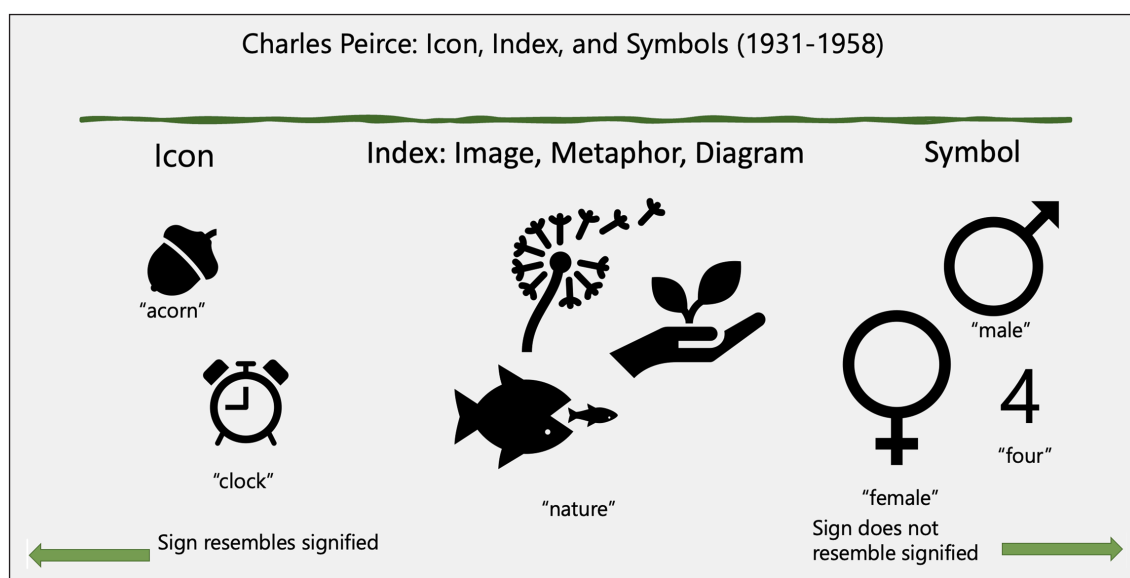 Charles Peirce: Icon, Index, and Symbols (1931-1958)
Icon
Index: Image, Metaphor, Diagram
Symbol
“acorn”
“clock”
“nature”
“male”
4
“four”
“female”
Sign resembles signified
Sign does not
resemble signified